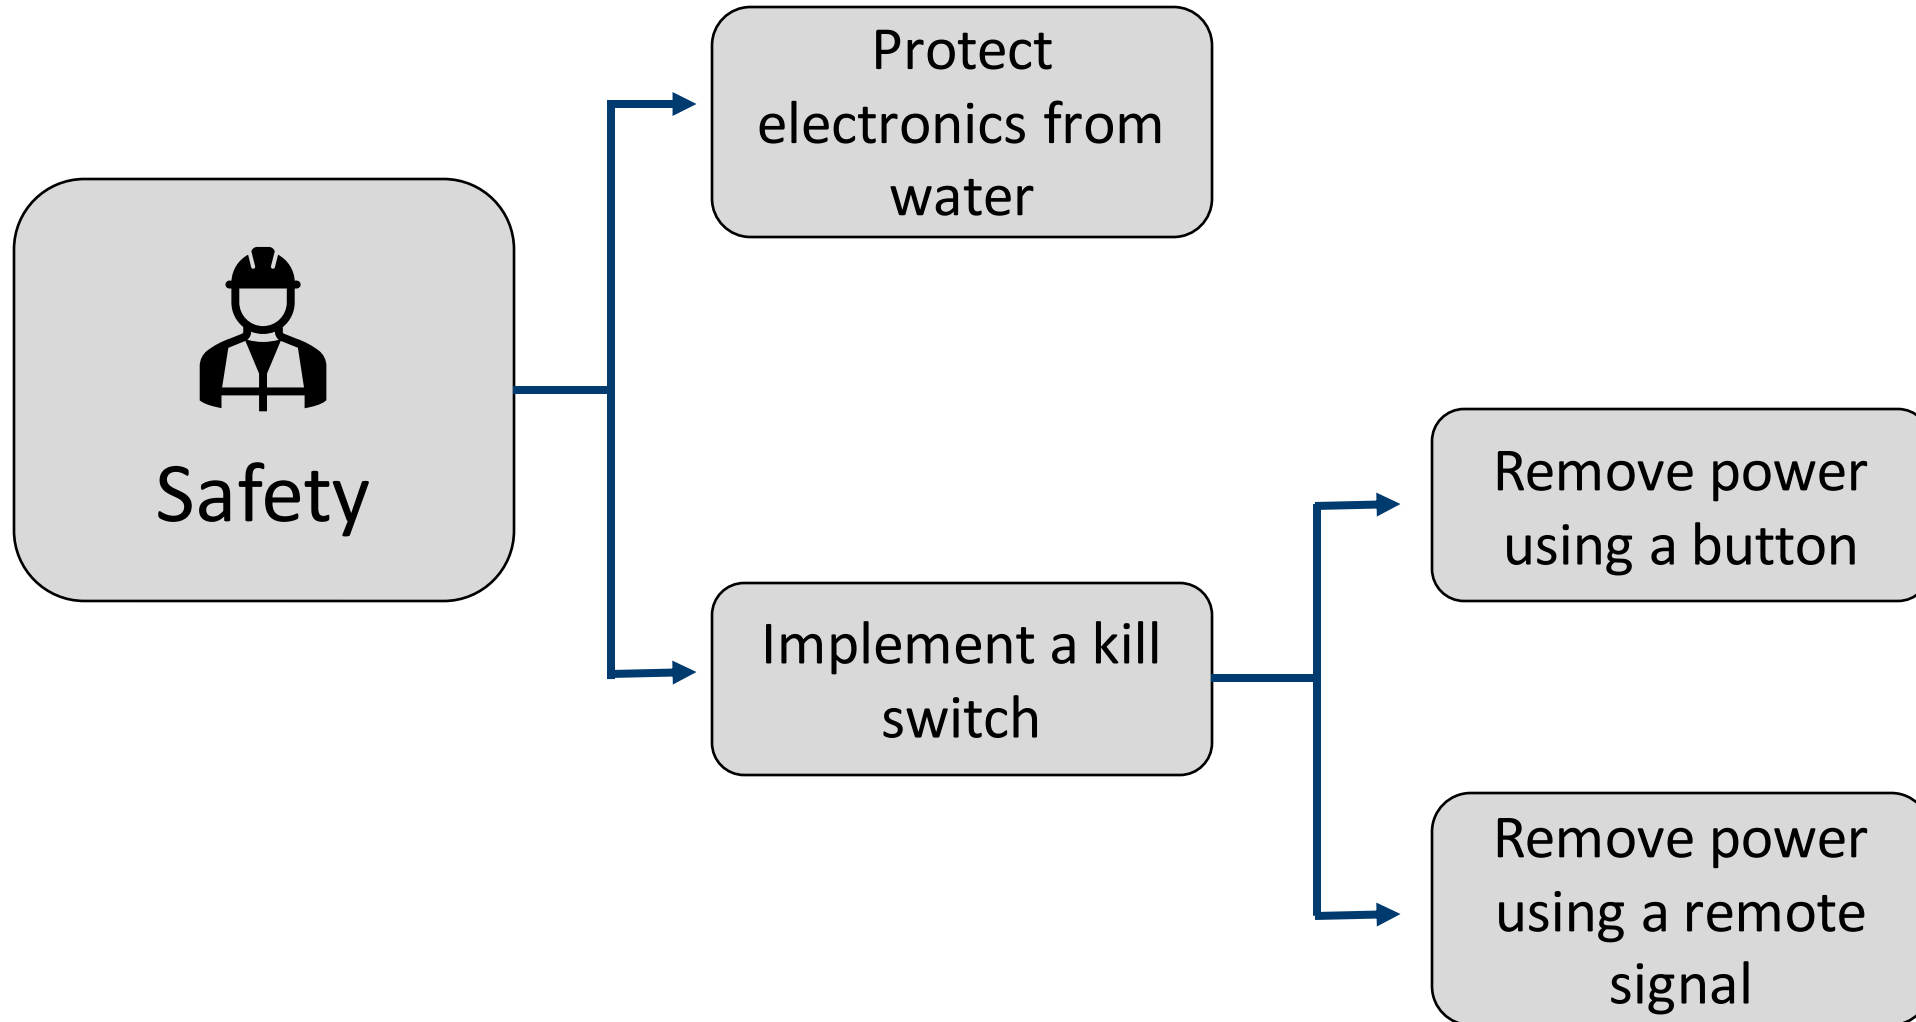 Safety
Protect
electronics from
water
Implement a kill
switch
Remove power
using a button
Remove power
using a remote
signal